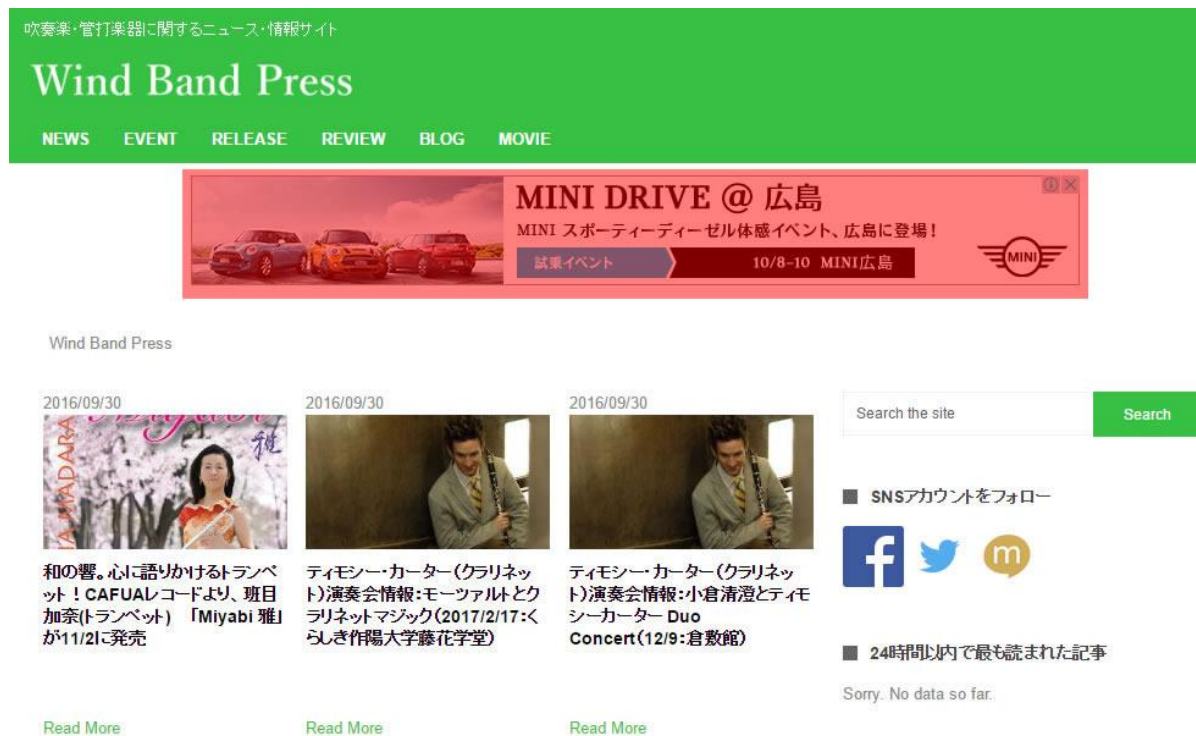 吹奏楽・管打楽器に関するニュース・情報サイト
Wind Band Press
NEWS EVENT RELEASE REVIEW BLOG MOVIE
MINI DRIVE @ 広島
MINI スポーティーディーゼル体感イベント、広島に登場！
試乗イベント 10/8-10 MINI広島
MINI
Wind Band Press
2016/09/30
雅
和の響。心に語りかけるトランペ
ット！CAFUAレコードより、班目
加奈(トランペット) 「Miyabi 雅」
が11/2に発売
Read More
2016/09/30
ティモシー・カーター（クラリネッ
ト）演奏会情報：モーツァルトとク
ラリネットマジック（2017/2/17：く
らしき作陽大学藤花学堂）
Read More
2016/09/30
ティモシー・カーター（クラリネッ
ト）演奏会情報：小倉清澄とティモ
シーカーター Duo
Concert（12/9：倉敷館）
Read More
Search the site Search
SNSアカウントをフォロー
f
m
24時間以内で最も読まれた記事
Sorry. No data so far.